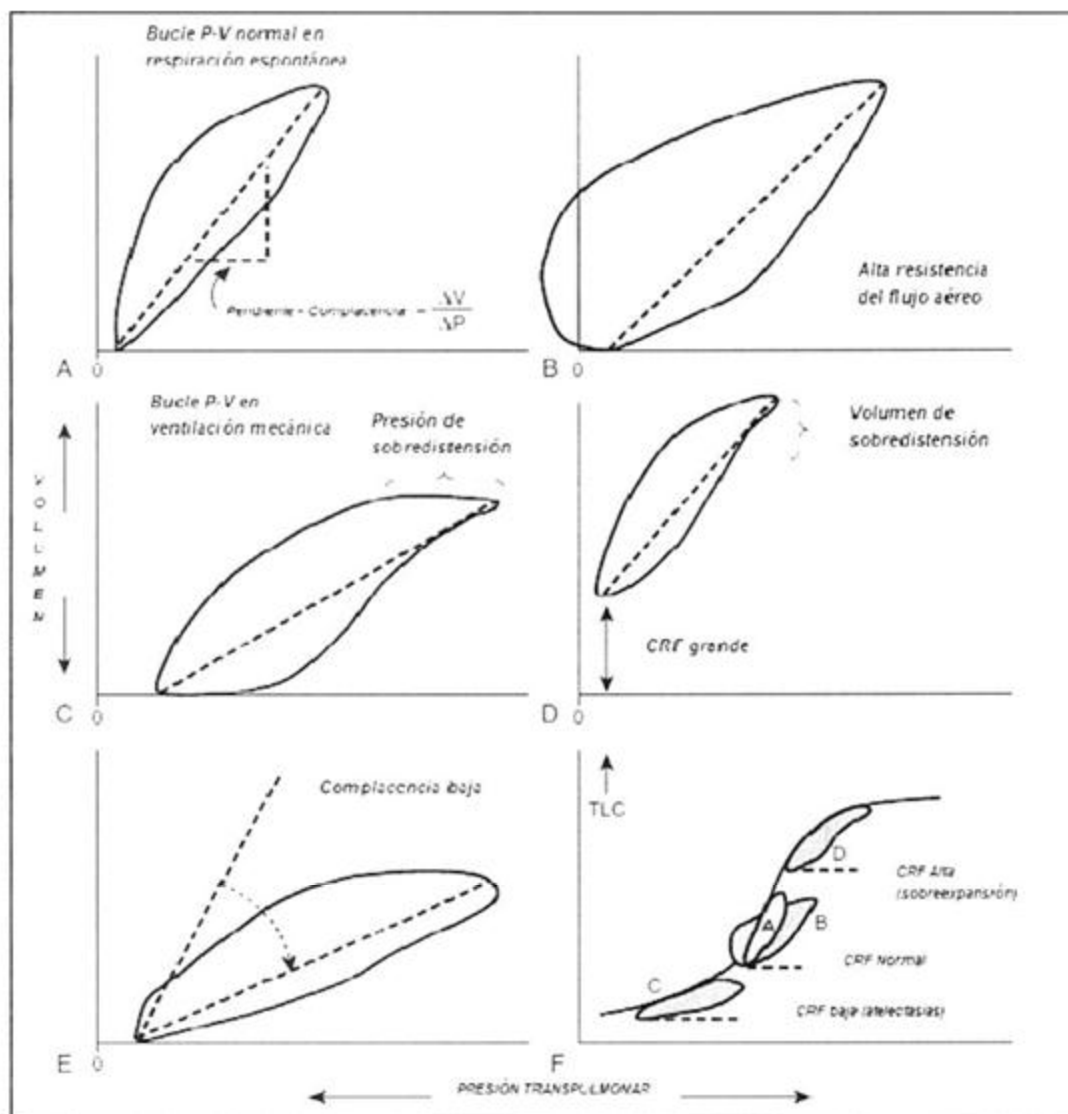 Bucle P-V normal en
respiración espontánea
Pendiente - Complacencia = ΔV
ΔP
A
0
Alta resistencia
del flujo aéreo
B
0
Bucle P-V en
ventilación mecánica
Presión de
sobredistensión
VOLUMEN
C
0
Volumen de
sobredistensión
CRF grande
D
0
Complacencia baja
E
0
TLC
D
CRF Alta
(sobreexpansión)
A
B
CRF Normal
C
CRF baja (atelectasias)
F
PRESIÓN TRANSPULMONAR